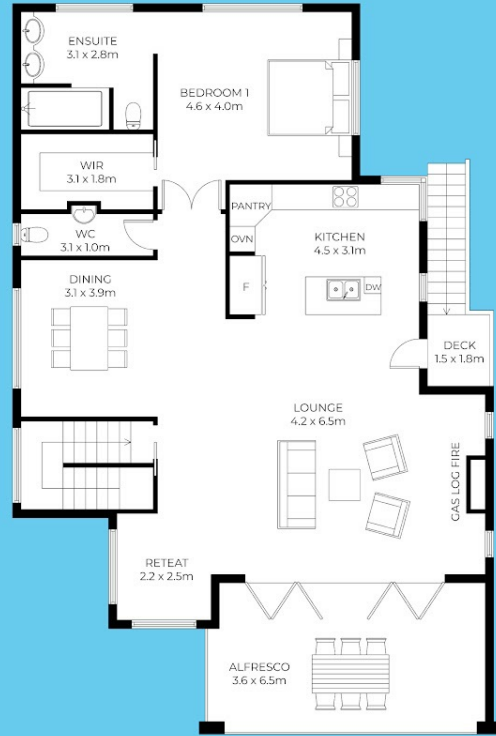 ENSUITE
3.1 x 2.8m
BEDROOM 1
4.6 x 4.0m
WIR
3.1 x 1.8m
PANTRY
WC
3.1 x 1.0m
OVN
KITCHEN
4.5 x 3.1m
DINING
3.1 x 3.9m
F
DW
DECK
1.5 x 1.8m
LOUNGE
4.2 x 6.5m
GAS LOG FIRE
RETEAT
2.2 x 2.5m
ALFRESCO
3.6 x 6.5m